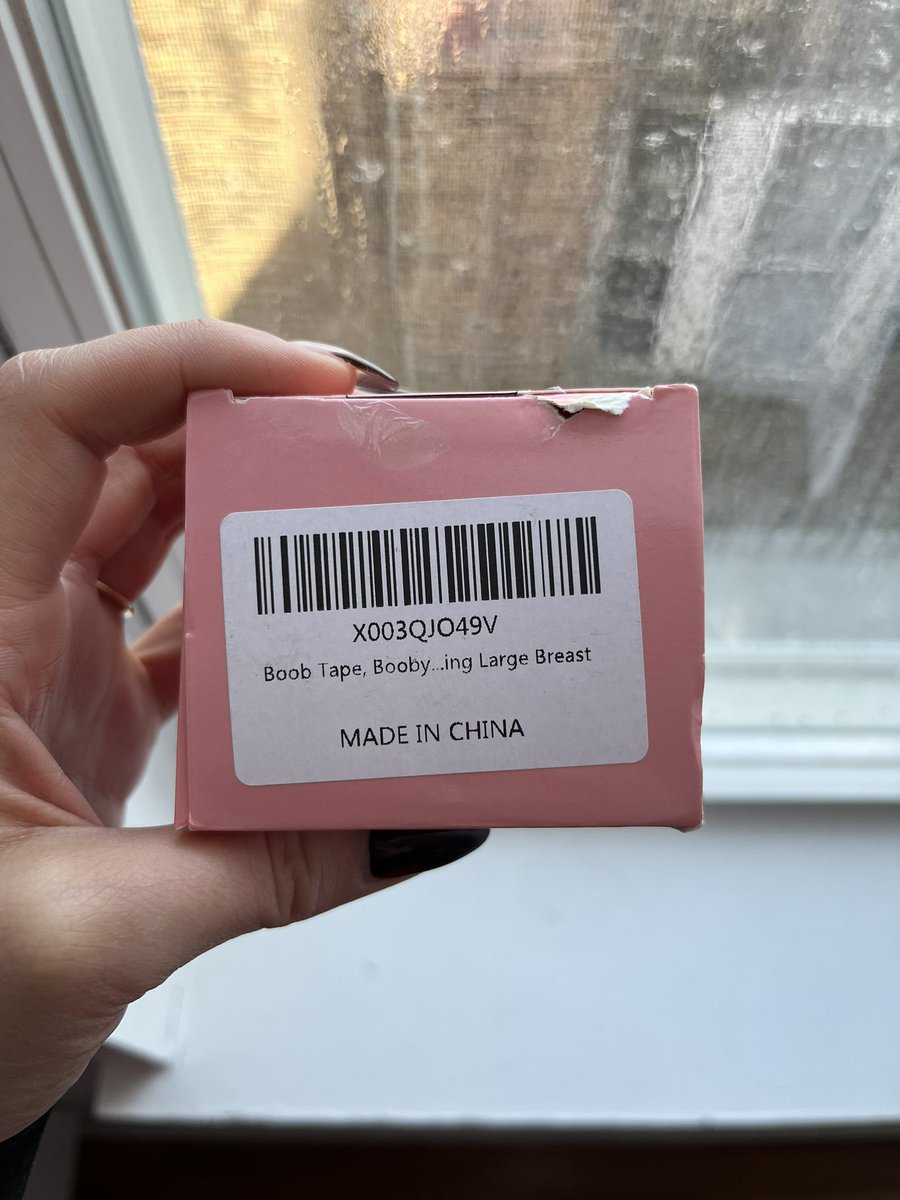 X003QJO49V
Boob Tape, Booby...ing Large Breast
MADE IN CHINA